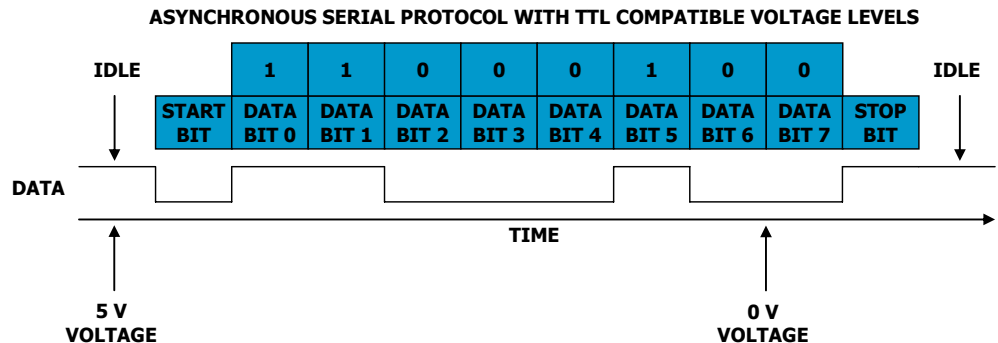 ASYNCHRONOUS SERIAL PROTOCOL WITH TTL COMPATIBLE VOLTAGE LEVELS
IDLE 1 1 0 0 0 1 0 0 IDLE
START DATA DATA DATA DATA DATA DATA DATA DATA STOP
BIT BIT 0 BIT 1 BIT 2 BIT 3 BIT 4 BIT 5 BIT 6 BIT 7 BIT
DATA
TIME
5 V 0 V
VOLTAGE VOLTAGE